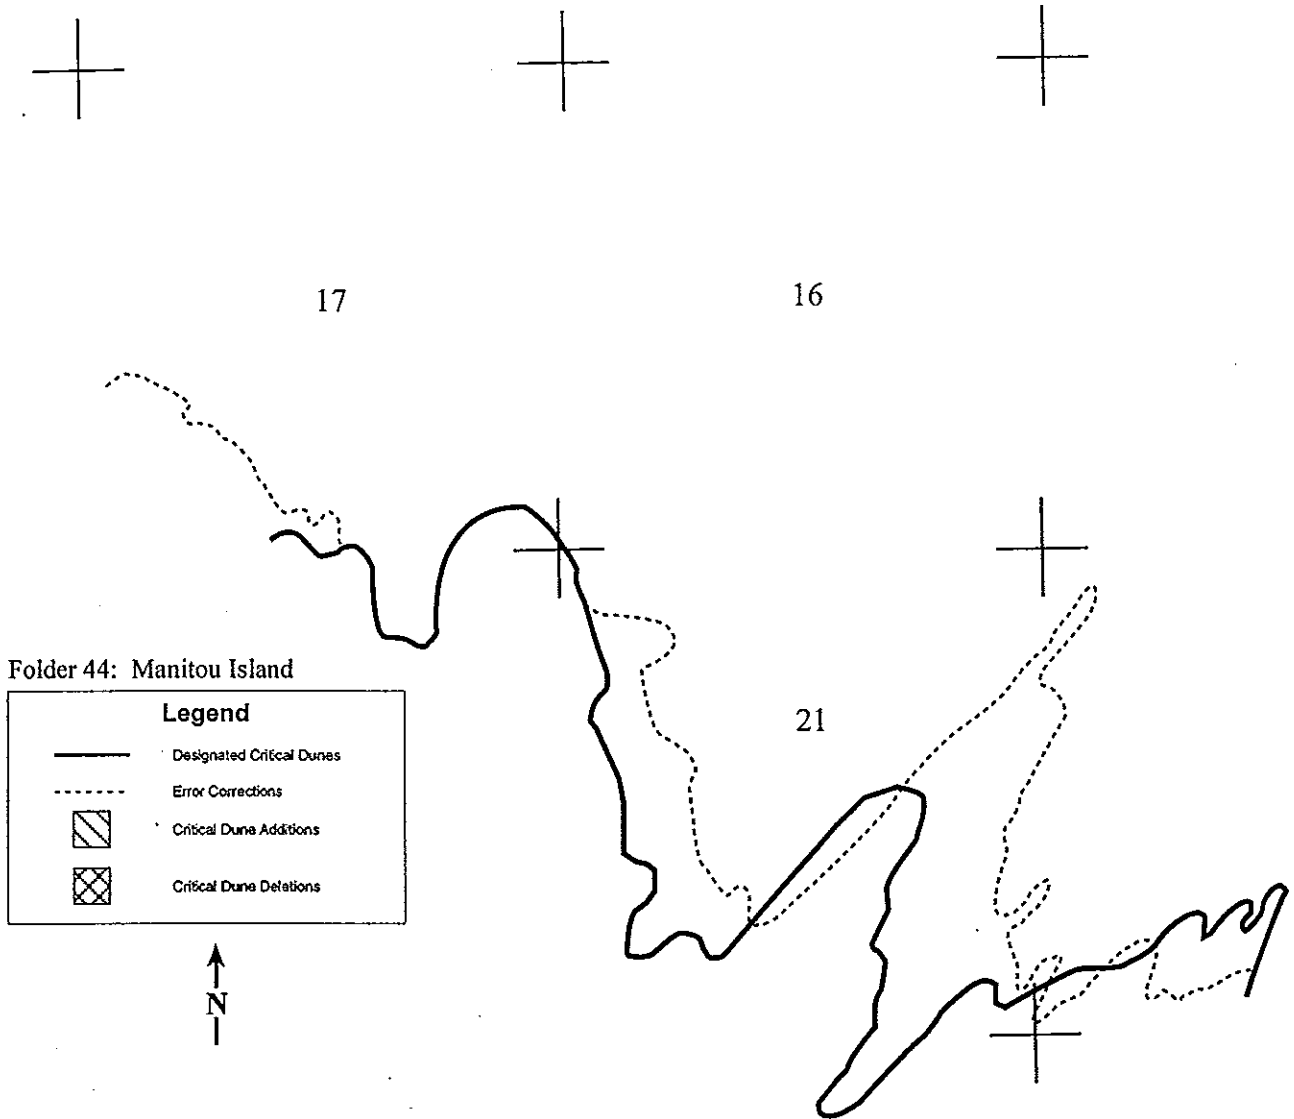 17
16
Folder 44: Manitou Island
Legend
Designated Critical Dunes
Error Corrections
Critical Dune Additions
Critical Dune Deletions
21
N